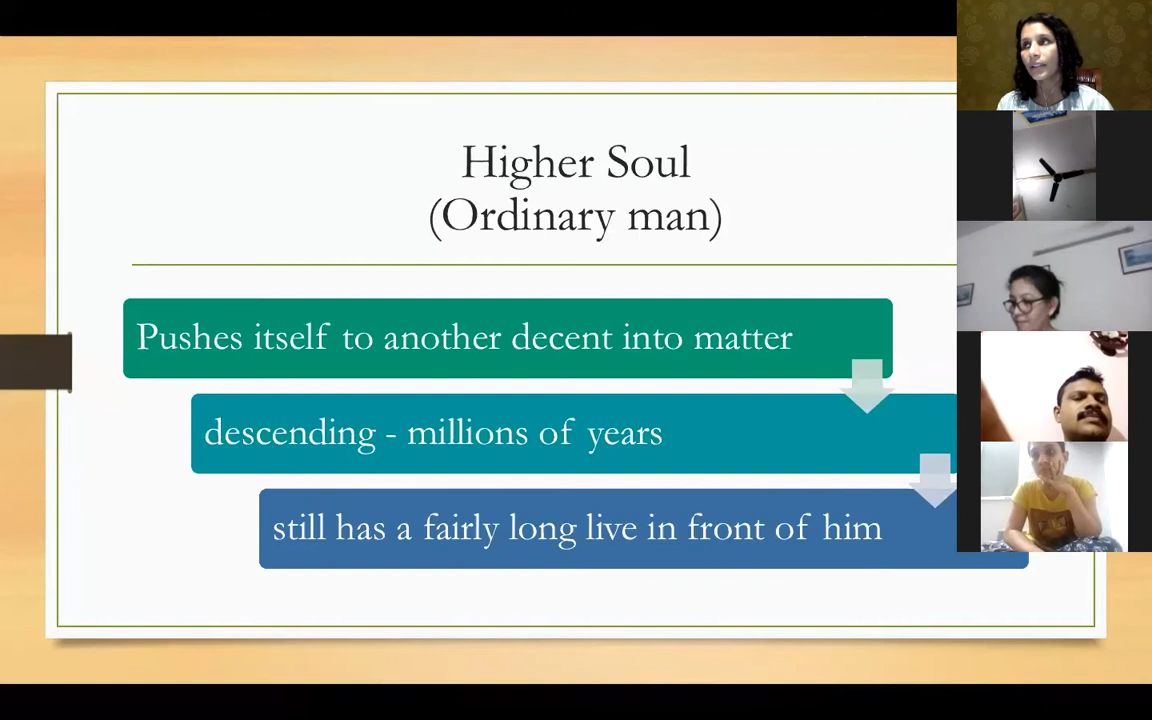 Higher Soul
(Ordinary man)
Pushes itself to another decent into matter
descending - millions of years
still has a fairly long live in front of him